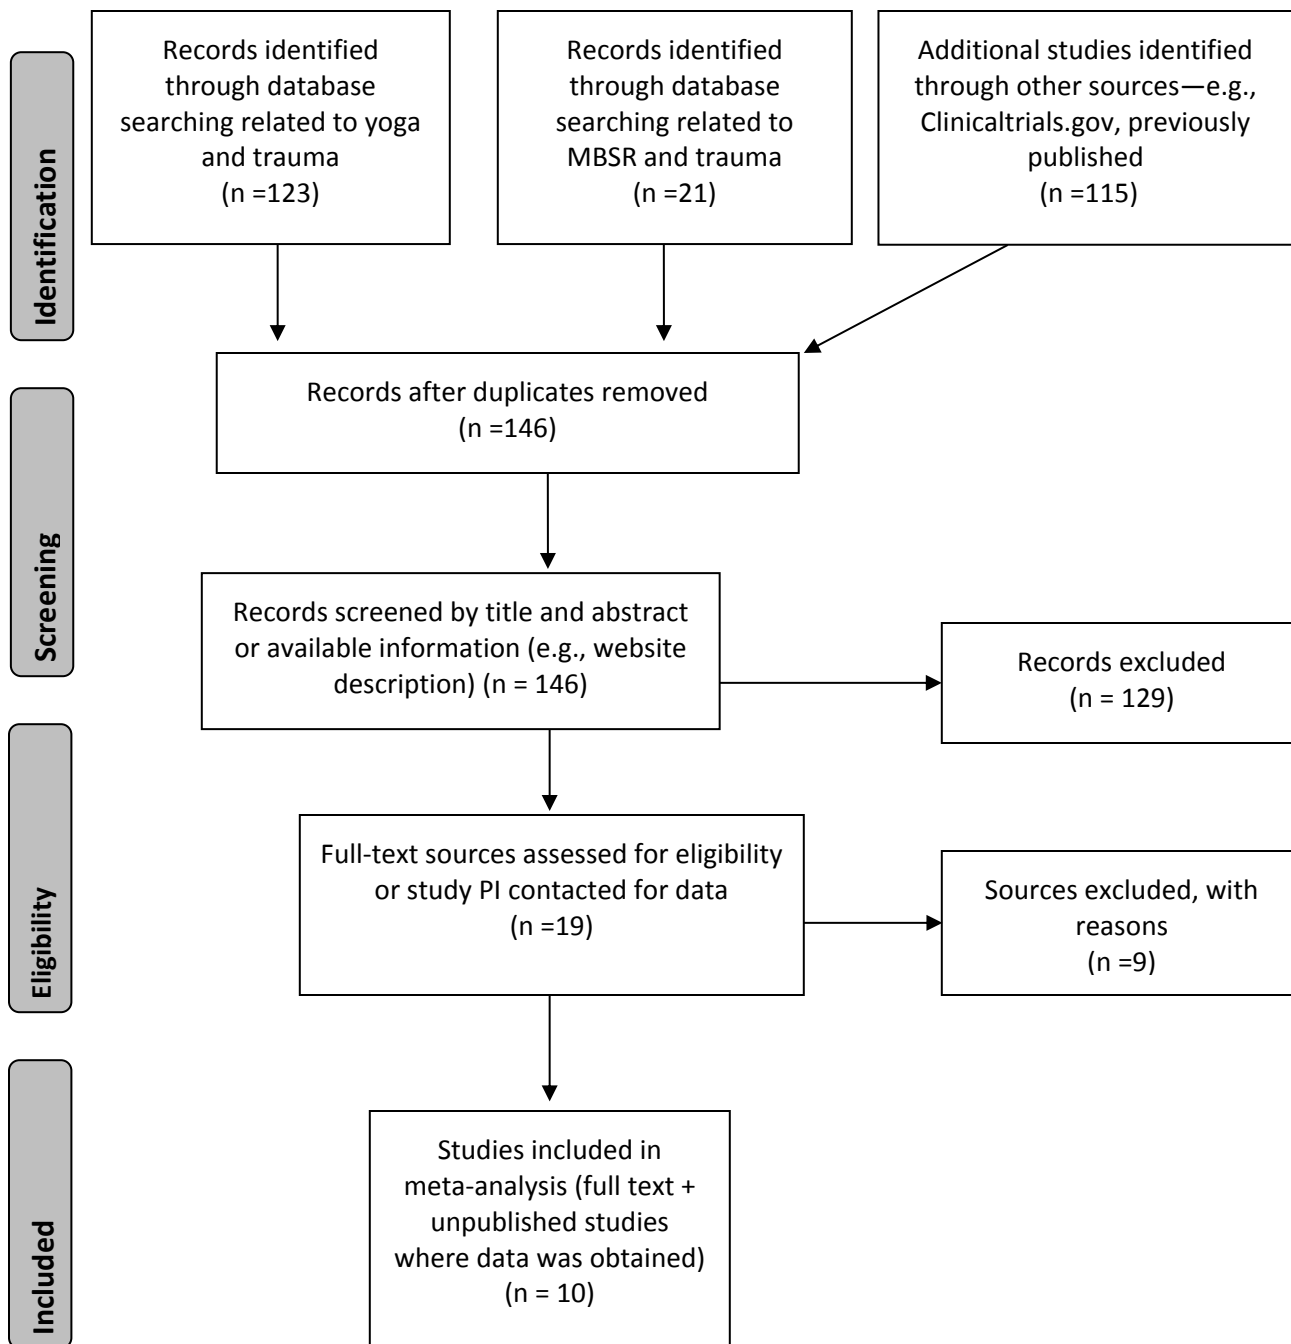 Identification
Records identified
through database
searching related to yoga
and trauma
(n =123)
Records identified
through database
searching related to
MBSR and trauma
(n =21)
Additional studies identified
through other sources—e.g.,
Clinicaltrials.gov, previously
published
(n =115)
Records after duplicates removed
(n =146)
Screening
Records screened by title and abstract
or available information (e.g., website
description) (n = 146)
Records excluded
(n = 129)
Eligibility
Full-text sources assessed for eligibility
or study PI contacted for data
(n =19)
Sources excluded, with
reasons
(n =9)
Included
Studies included in
meta-analysis (full text +
unpublished studies
where data was obtained)
(n = 10)